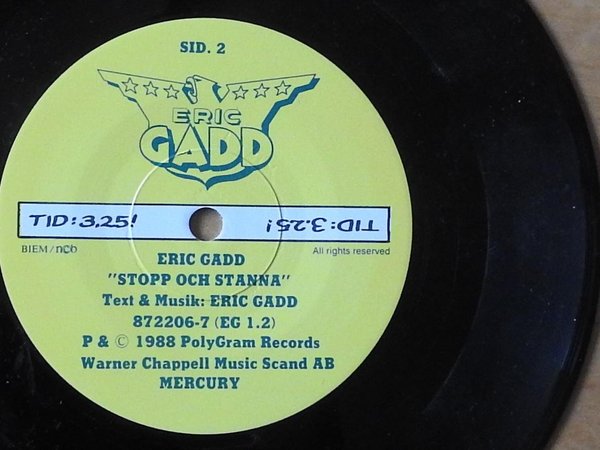 SID. 2
ERIC
GADD
TID: 3.25! TID: 3.25!
BIEM/ncb All rights reserved
ERIC GADD
"STOPP OCH STANNA"
Text & Musik: ERIC GADD
872206-7 (EG 1.2)
P & © 1988 PolyGram Records
Warner Chappell Music Scand AB
MERCURY